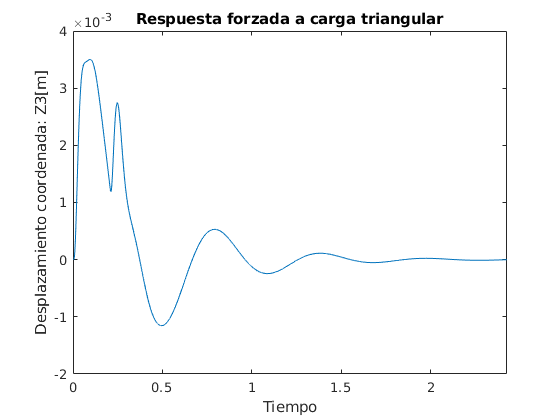 Respuesta forzada a carga triangular
×10⁻³
4
3
2
1
0
-1
-2
Desplazamiento coordenada: Z3[m]
0 0.5 1 1.5 2
Tiempo